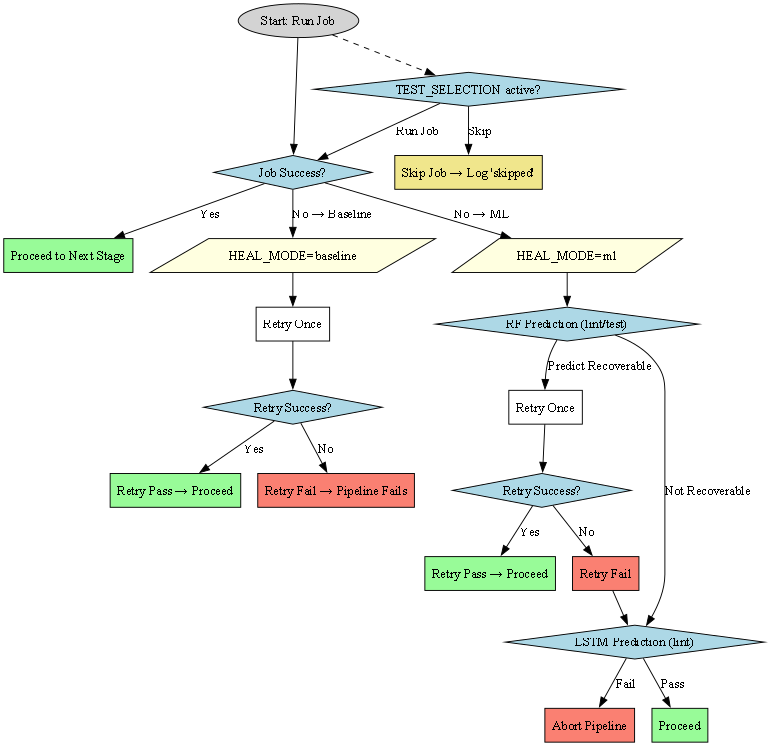 Start: Run Job
TEST_SELECTION active?
Run Job
Skip
Job Success?
Skip Job → Log 'skipped'
Yes
No → Baseline
No → ML
Proceed to Next Stage
HEAL_MODE=baseline
HEAL_MODE=ml
Retry Once
RF Prediction (lint/test)
Predict Recoverable
Retry Success?
Retry Once
Yes
No
Retry Pass → Proceed
Retry Fail → Pipeline Fails
Retry Success?
Not Recoverable
Yes
No
Retry Pass → Proceed
Retry Fail
LSTM Prediction (lint)
Fail
Pass
Abort Pipeline
Proceed